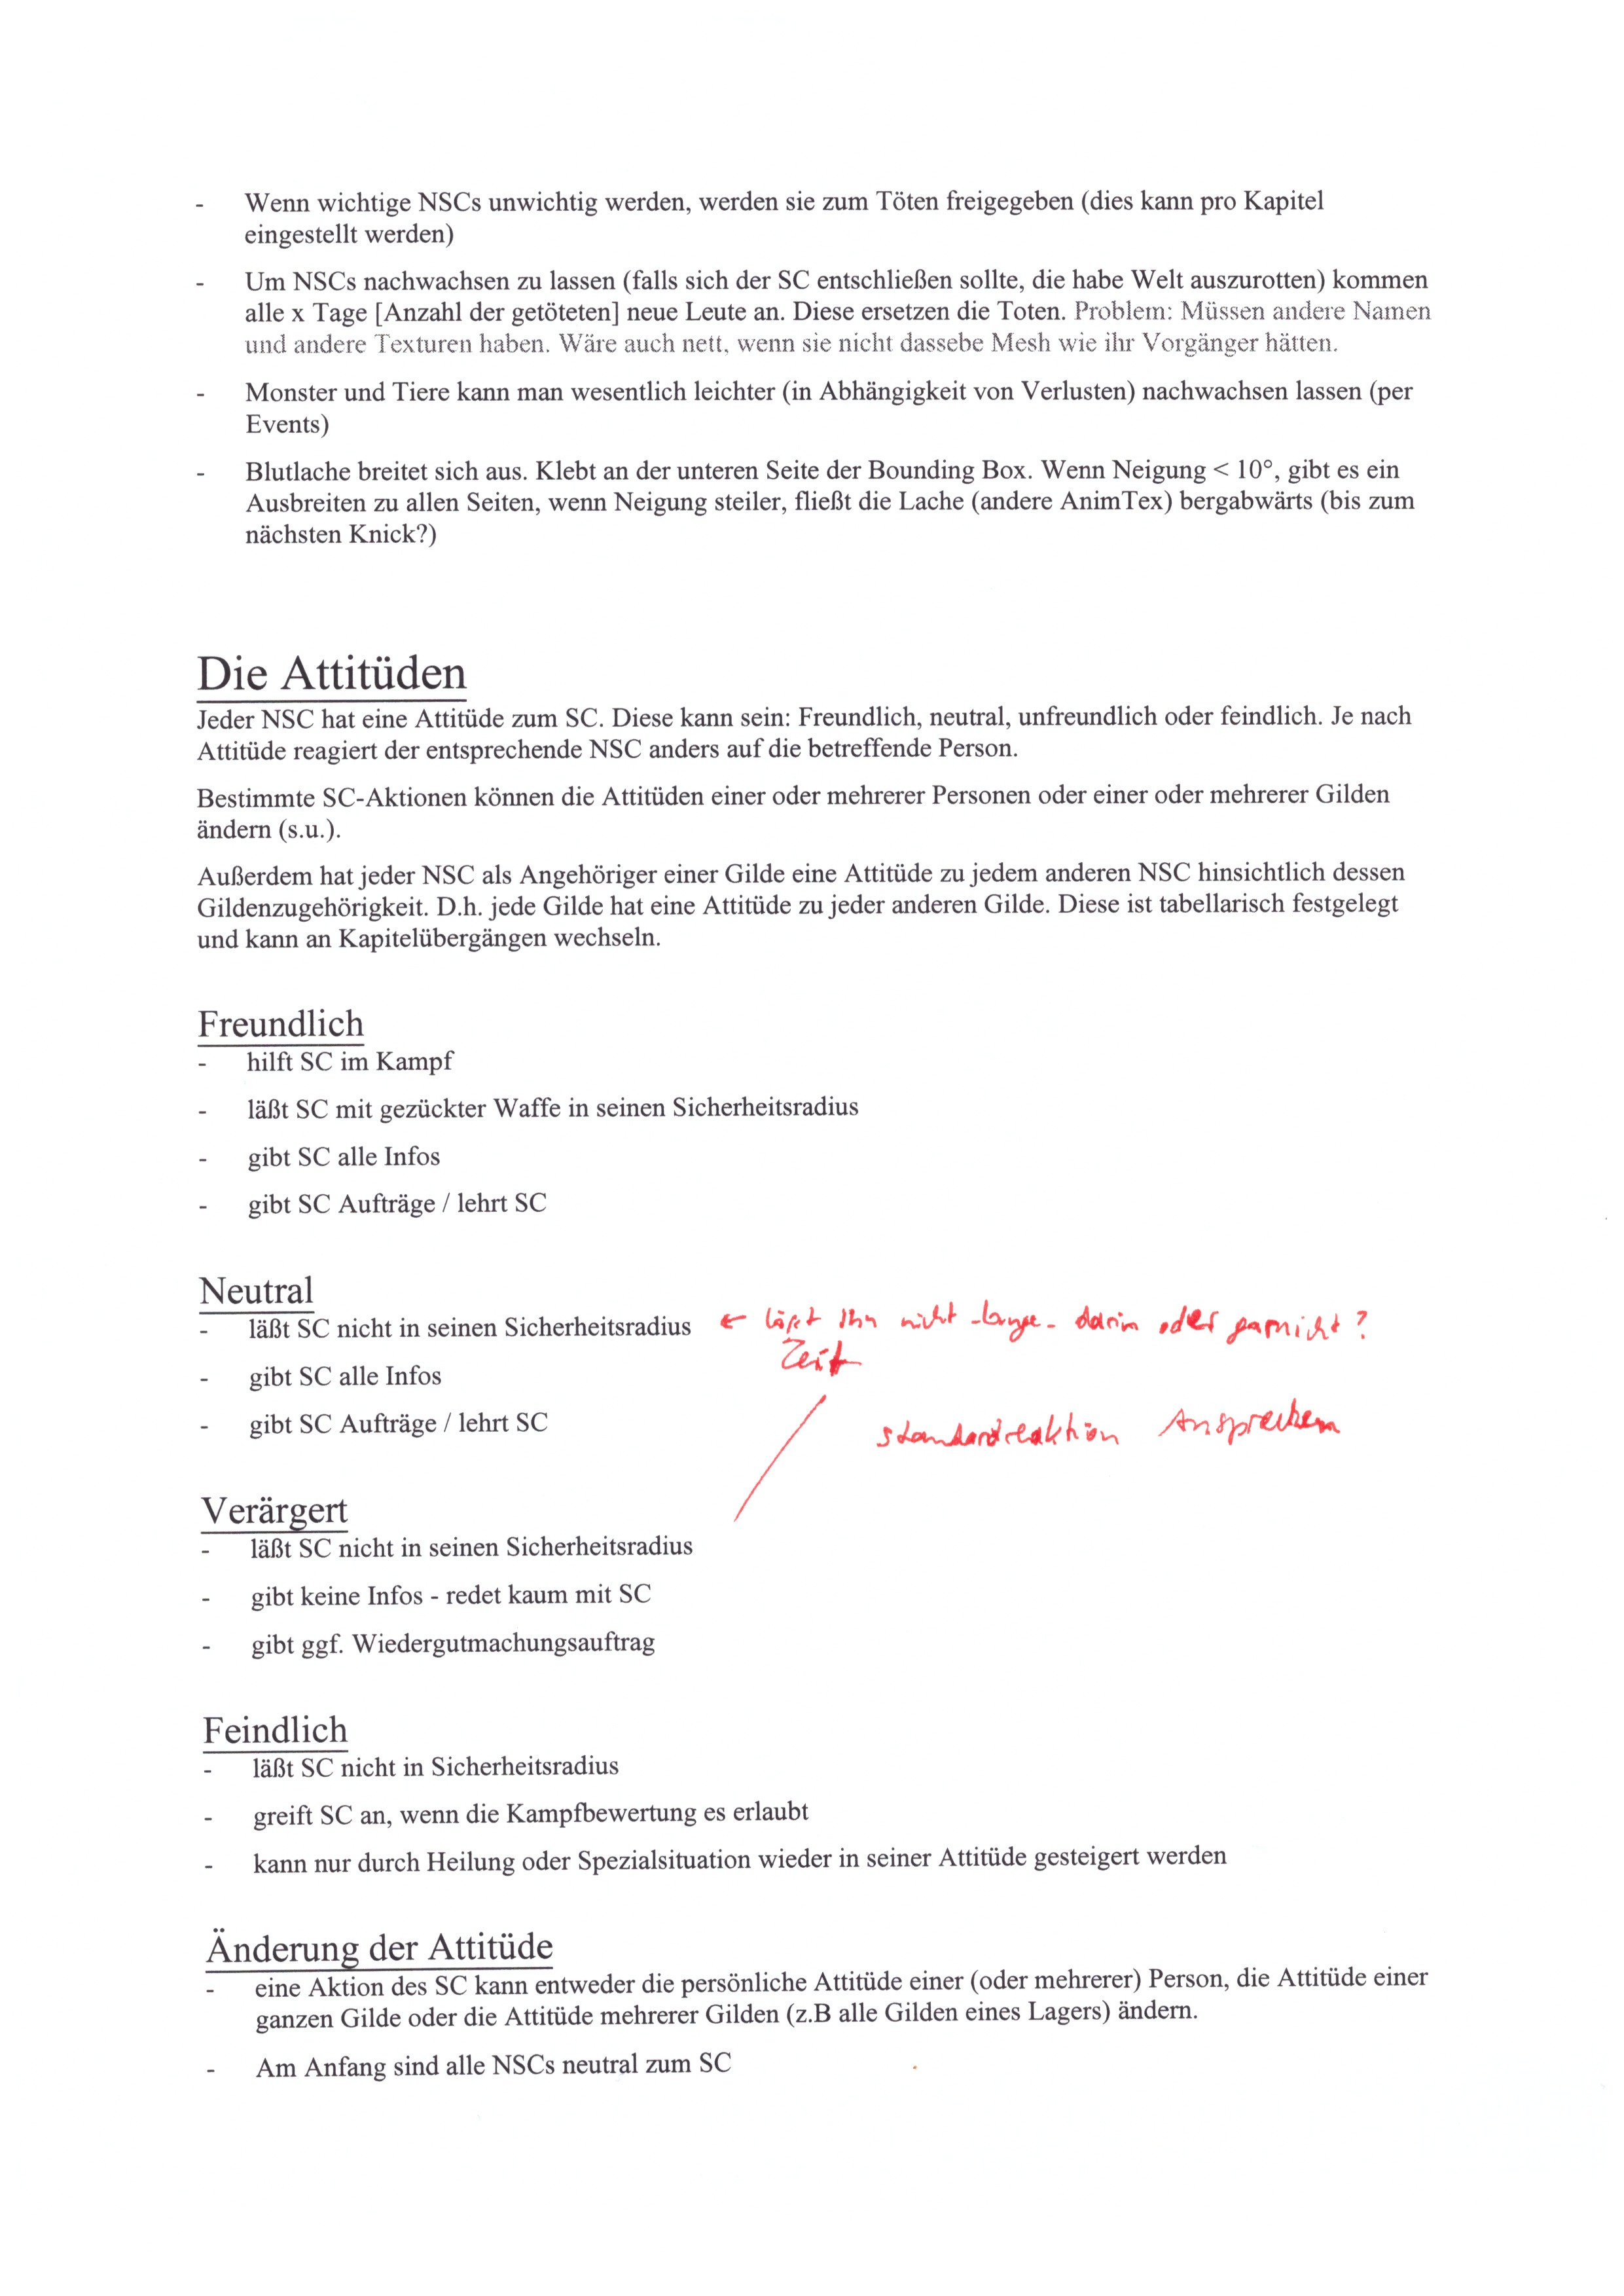 - Wenn wichtige NSCs unwichtig werden, werden sie zum Töten freigegeben (dies kann pro Kapitel
eingestellt werden)
- Um NSCs nachwachsen zu lassen (falls sich der SC entschließen sollte, die habe Welt auszurotten) kommen
alle x Tage [Anzahl der getöteten] neue Leute an. Diese ersetzen die Toten. Problem: Müssen andere Namen
und andere Texturen haben. Wäre auch nett, wenn sie nicht dassebe Mesh wie ihr Vorgänger hätten.
- Monster und Tiere kann man wesentlich leichter (in Abhängigkeit von Verlusten) nachwachsen lassen (per
Events)
- Blutlache breitet sich aus. Klebt an der unteren Seite der Bounding Box. Wenn Neigung < 10°, gibt es ein
Ausbreiten zu allen Seiten, wenn Neigung steiler, fließt die Lache (andere AnimTex) bergabwärts (bis zum
nächsten Knick?)
Die Attitüden
Jeder NSC hat eine Attitüde zum SC. Diese kann sein: Freundlich, neutral, unfreundlich oder feindlich. Je nach
Attitüde reagiert der entsprechende NSC anders auf die betreffende Person.
Bestimmte SC-Aktionen können die Attitüden einer oder mehrerer Personen oder einer oder mehrerer Gilden
ändern (s.u.).
Außerdem hat jeder NSC als Angehöriger einer Gilde eine Attitüde zu jedem anderen NSC hinsichtlich dessen
Gildenzugehörigkeit. D.h. jede Gilde hat eine Attitüde zu jeder anderen Gilde. Diese ist tabellarisch festgelegt
und kann an Kapitelübergängen wechseln.
Freundlich
- hilft SC im Kampf
- läßt SC mit gezückter Waffe in seinen Sicherheitsradius
- gibt SC alle Infos
- gibt SC Aufträge / lehrt SC
Neutral
- läßt SC nicht in seinen Sicherheitsradius ← läßt Ihn nicht -lange- darin oder garnicht?
Zeit
- gibt SC alle Infos
- gibt SC Aufträge / lehrt SC
standardreaktion Ansprechen
Verärgert
- läßt SC nicht in seinen Sicherheitsradius
- gibt keine Infos - redet kaum mit SC
- gibt ggf. Wiedergutmachungsauftrag
Feindlich
- läßt SC nicht in Sicherheitsradius
- greift SC an, wenn die Kampfbewertung es erlaubt
- kann nur durch Heilung oder Spezialsituation wieder in seiner Attitüde gesteigert werden
Änderung der Attitüde
- eine Aktion des SC kann entweder die persönliche Attitüde einer (oder mehrerer) Person, die Attitüde einer
ganzen Gilde oder die Attitüde mehrerer Gilden (z.B alle Gilden eines Lagers) ändern.
- Am Anfang sind alle NSCs neutral zum SC